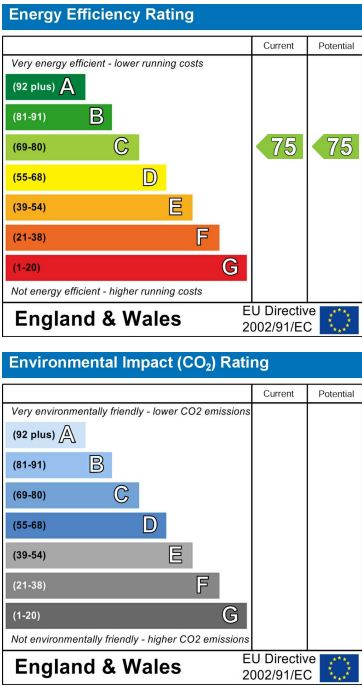 Energy Efficiency Rating
Current Potential
Very energy efficient - lower running costs
(92 plus) A
(81-91) B
(69-80) C 75 75
(55-68) D
(39-54) E
(21-38) F
(1-20) G
Not energy efficient - higher running costs
England & Wales
EU Directive
2002/91/EC
Environmental Impact (CO₂) Rating
Current Potential
Very environmentally friendly - lower CO2 emissions
(92 plus) A
(81-91) B
(69-80) C
(55-68) D
(39-54) E
(21-38) F
(1-20) G
Not environmentally friendly - higher CO2 emissions
England & Wales
EU Directive
2002/91/EC